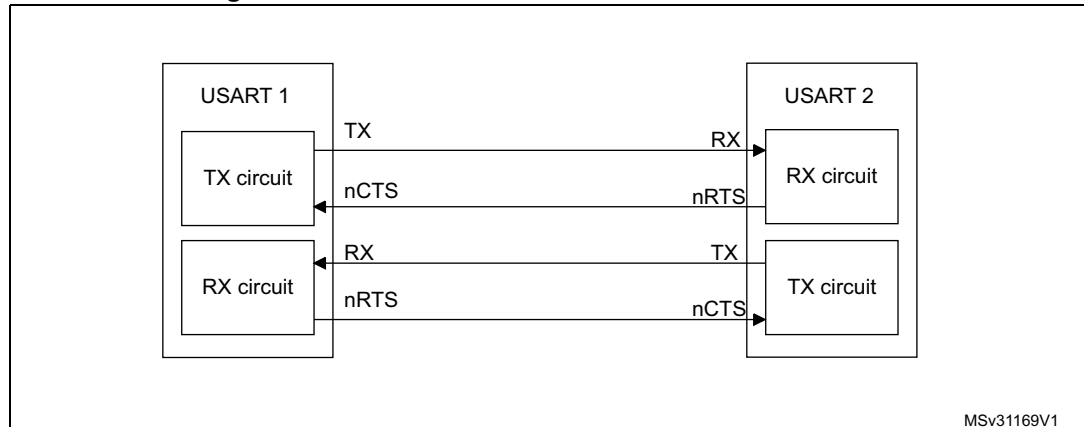 USART 1
USART 2
TX
RX
TX circuit
RX circuit
nCTS
nRTS
RX
TX
RX circuit
TX circuit
nRTS
nCTS
MSv31169V1